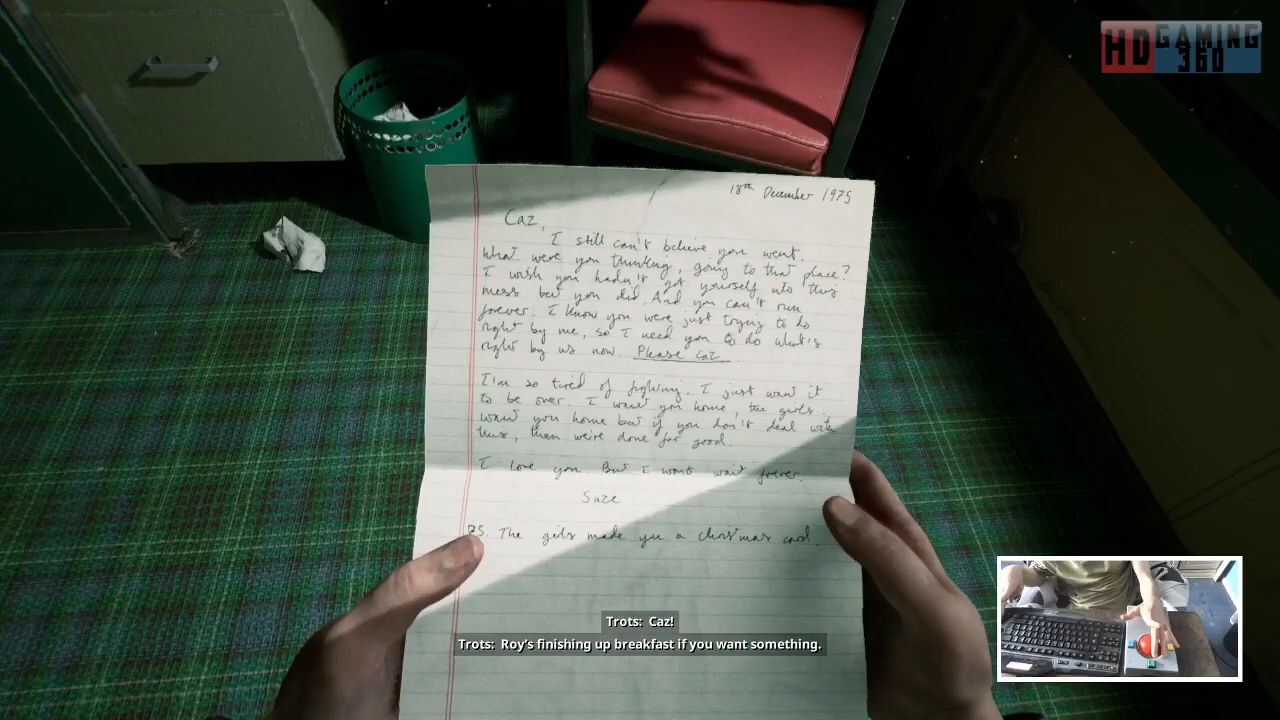 HD GAMING 360
18th December 1975
Caz,
I still can't believe you went.
What were you thinking, going to that place?
I wish you hadn't got yourself into this
mess but you did. And you can't run
forever. I know you were just trying to do
right by me, so I need you to do what's
right by us now. Please Caz.
I'm so tired of fighting. I just want it
to be over. I want you home, the girls
want you home but if you don't deal with
this, then we're done for good.
I love you. But I won't wait forever.
Suze
PS. The girls made you a christmas card.
Trots: Caz!
Trots: Roy's finishing up breakfast if you want something.